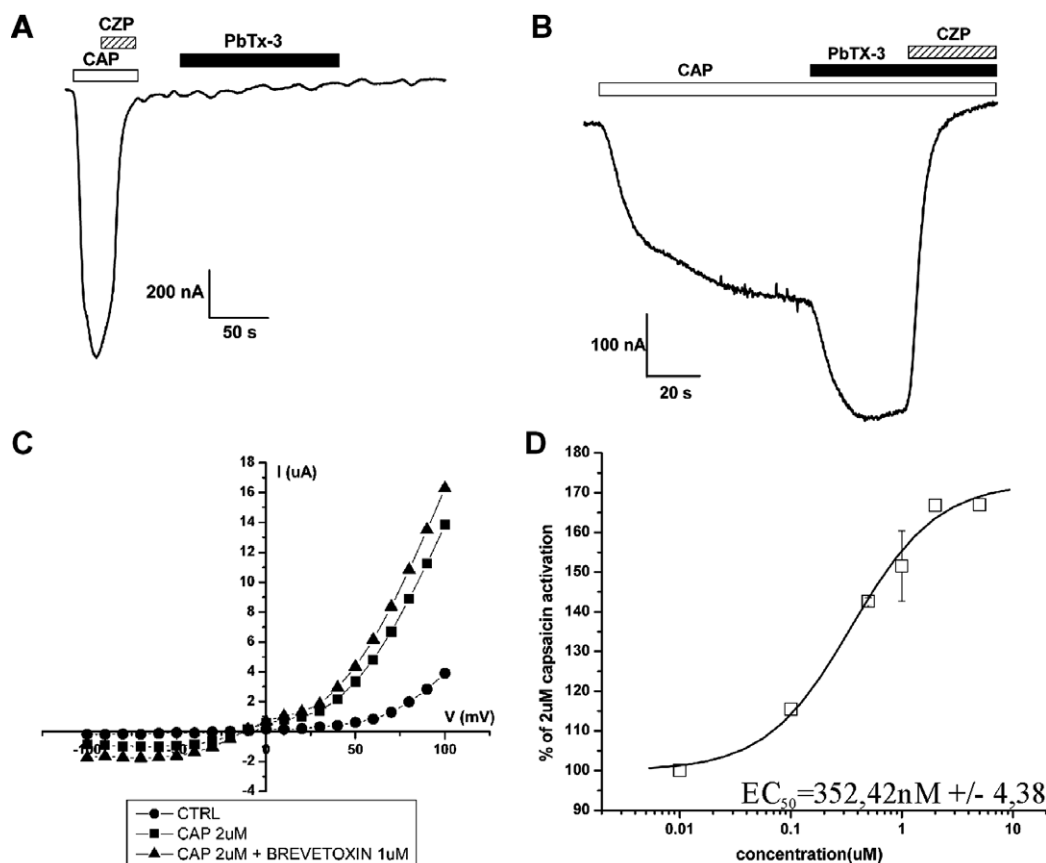 A
CZP
CAP
PbTx-3
200 nA
50 s
B
CZP
PbTX-3
CAP
100 nA
20 s
C
18
16
14
12
10
8
6
4
2
0
-2
-4
I (uA)
V (mV)
-100
50
100
CTRL
CAP 2uM
CAP 2uM + BREVETOXIN 1uM
D
180
170
160
150
140
130
120
110
100
90
% of 2uM capsaicin activation
EC50=352,42nM +/- 4,38
0.01
0.1
1
10
concentration(uM)